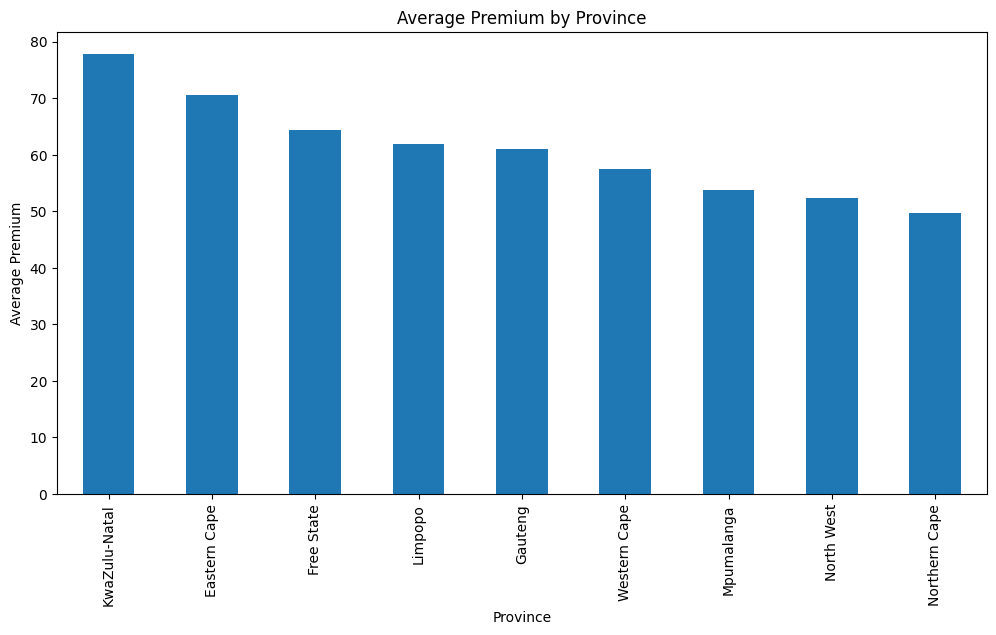 Average Premium by Province
Average Premium
80
70
60
50
40
30
20
10
0
KwaZulu-Natal
Eastern Cape
Free State
Limpopo
Gauteng
Western Cape
Mpumalanga
North West
Northern Cape
Province